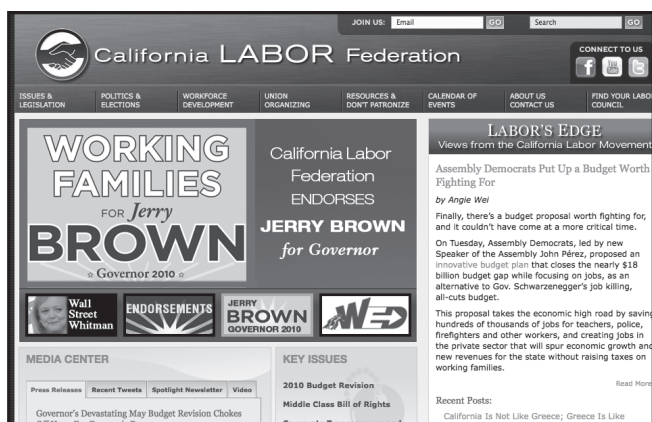 JOIN US: Email GO Search GO
California LABOR Federation
CONNECT TO US
f You Tube
ISSUES & LEGISLATION
POLITICS & ELECTIONS
WORKFORCE DEVELOPMENT
UNION ORGANIZING
RESOURCES & DON'T PATRONIZE
CALENDAR OF EVENTS
ABOUT US CONTACT US
FIND YOUR LABO COUNCIL
WORKING
FAMILIES
FOR Jerry
BROWN
Governor 2010
California Labor
Federation
ENDORSES
JERRY BROWN
for Governor
Wall
Street
Whitman
ENDORSEMENTS
JERRY
BROWN
GOVERNOR 2010
WED
MEDIA CENTER
Press Releases Recent Tweets Spotlight Newsletter Video
Governor's Devastating May Budget Revision Chokes
KEY ISSUES
2010 Budget Revision
Middle Class Bill of Rights
LABOR'S EDGE
Views from the California Labor Movement
Assembly Democrats Put Up a Budget Worth
Fighting For
by Angie Wei
Finally, there's a budget proposal worth fighting for,
and it couldn't have come at a more critical time.
On Tuesday, Assembly Democrats, led by new
Speaker of the Assembly John Pérez, proposed an
innovative budget plan that closes the nearly $18
billion budget gap while focusing on jobs, as an
alternative to Gov. Schwarzenegger's job killing,
all-cuts budget.
This proposal takes the economic high road by saving
hundreds of thousands of jobs for teachers, police,
firefighters and other workers, and creating jobs in
the private sector that will spur economic growth and
new revenues for the state without raising taxes on
working families.
Read More
Recent Posts:
California Is Not Like Greece; Greece Is Like